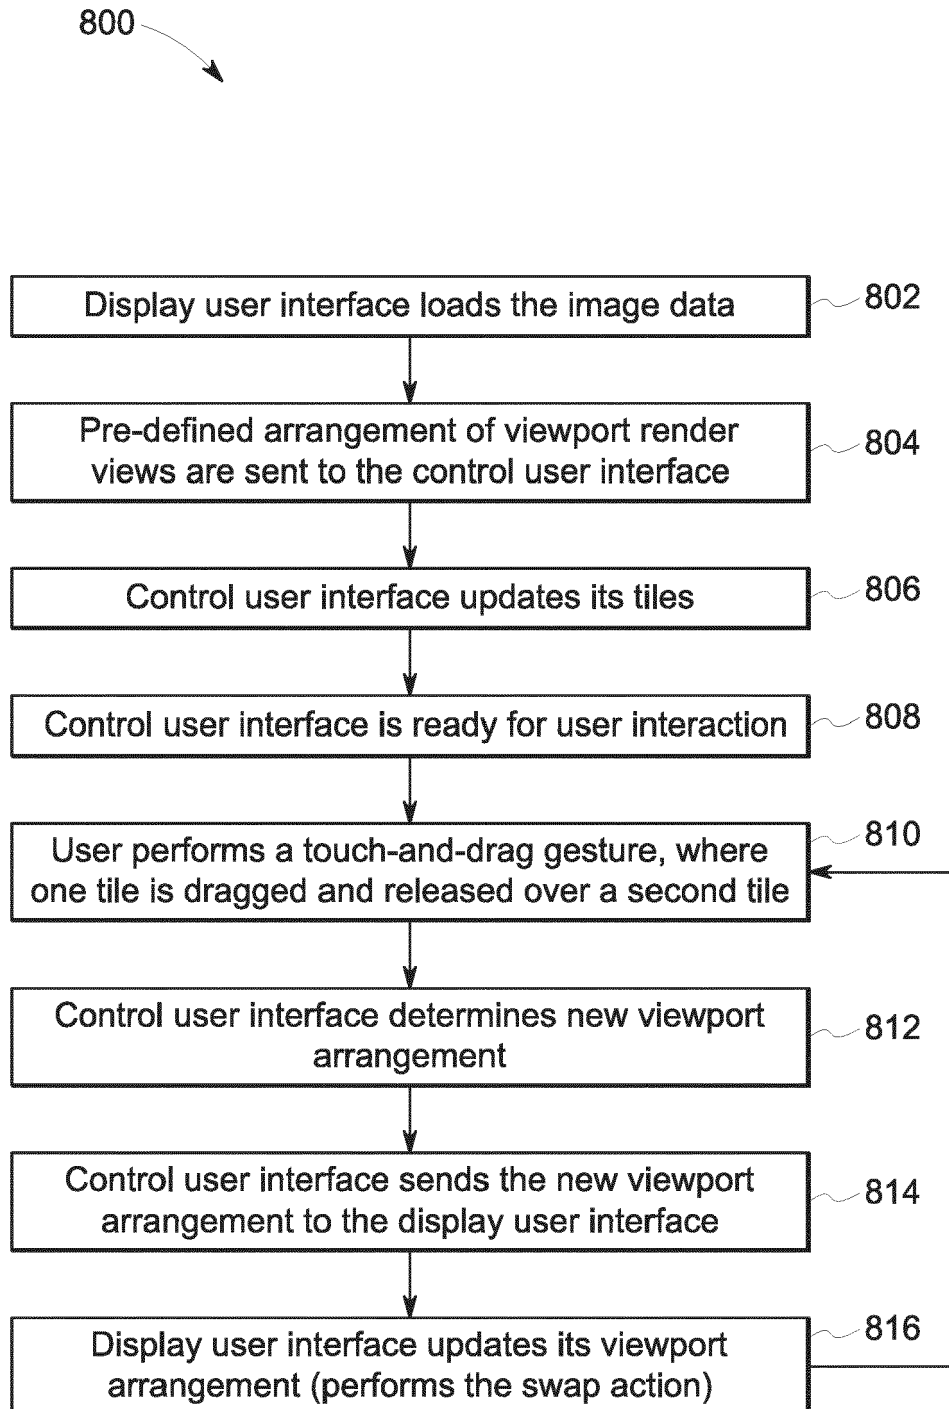 800
Display user interface loads the image data
802
Pre-defined arrangement of viewport render
views are sent to the control user interface
804
Control user interface updates its tiles
806
Control user interface is ready for user interaction
808
User performs a touch-and-drag gesture, where
one tile is dragged and released over a second tile
810
Control user interface determines new viewport
arrangement
812
Control user interface sends the new viewport
arrangement to the display user interface
814
Display user interface updates its viewport
arrangement (performs the swap action)
816